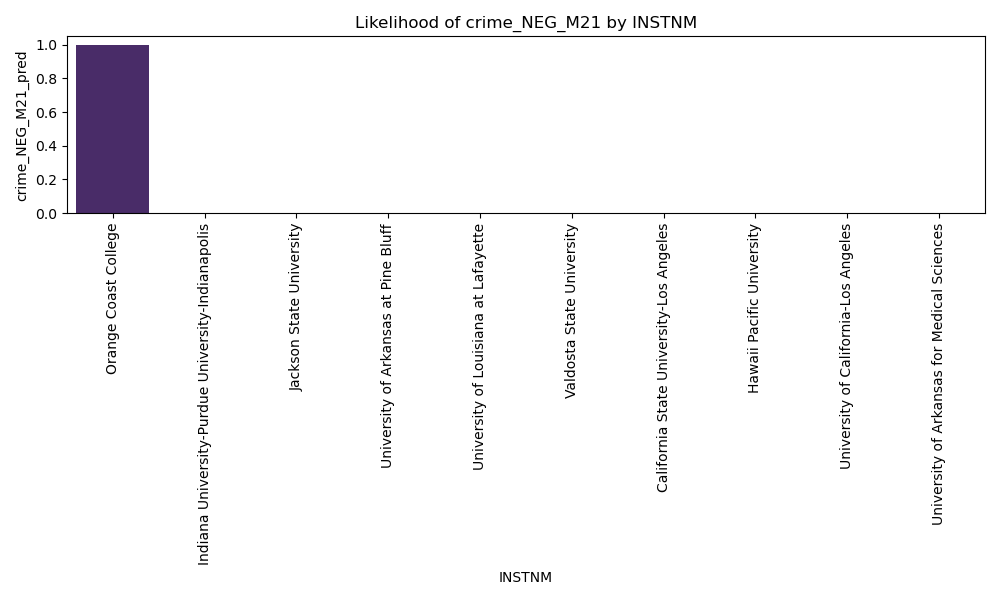 Likelihood of crime_NEG_M21 by INSTNM
crime_NEG_M21_pred
1.0
0.8
0.6
0.4
0.2
0.0
Orange Coast College
Indiana University-Purdue University-Indianapolis
Jackson State University
University of Arkansas at Pine Bluff
University of Louisiana at Lafayette
Valdosta State University
California State University-Los Angeles
Hawaii Pacific University
University of California-Los Angeles
University of Arkansas for Medical Sciences
INSTNM